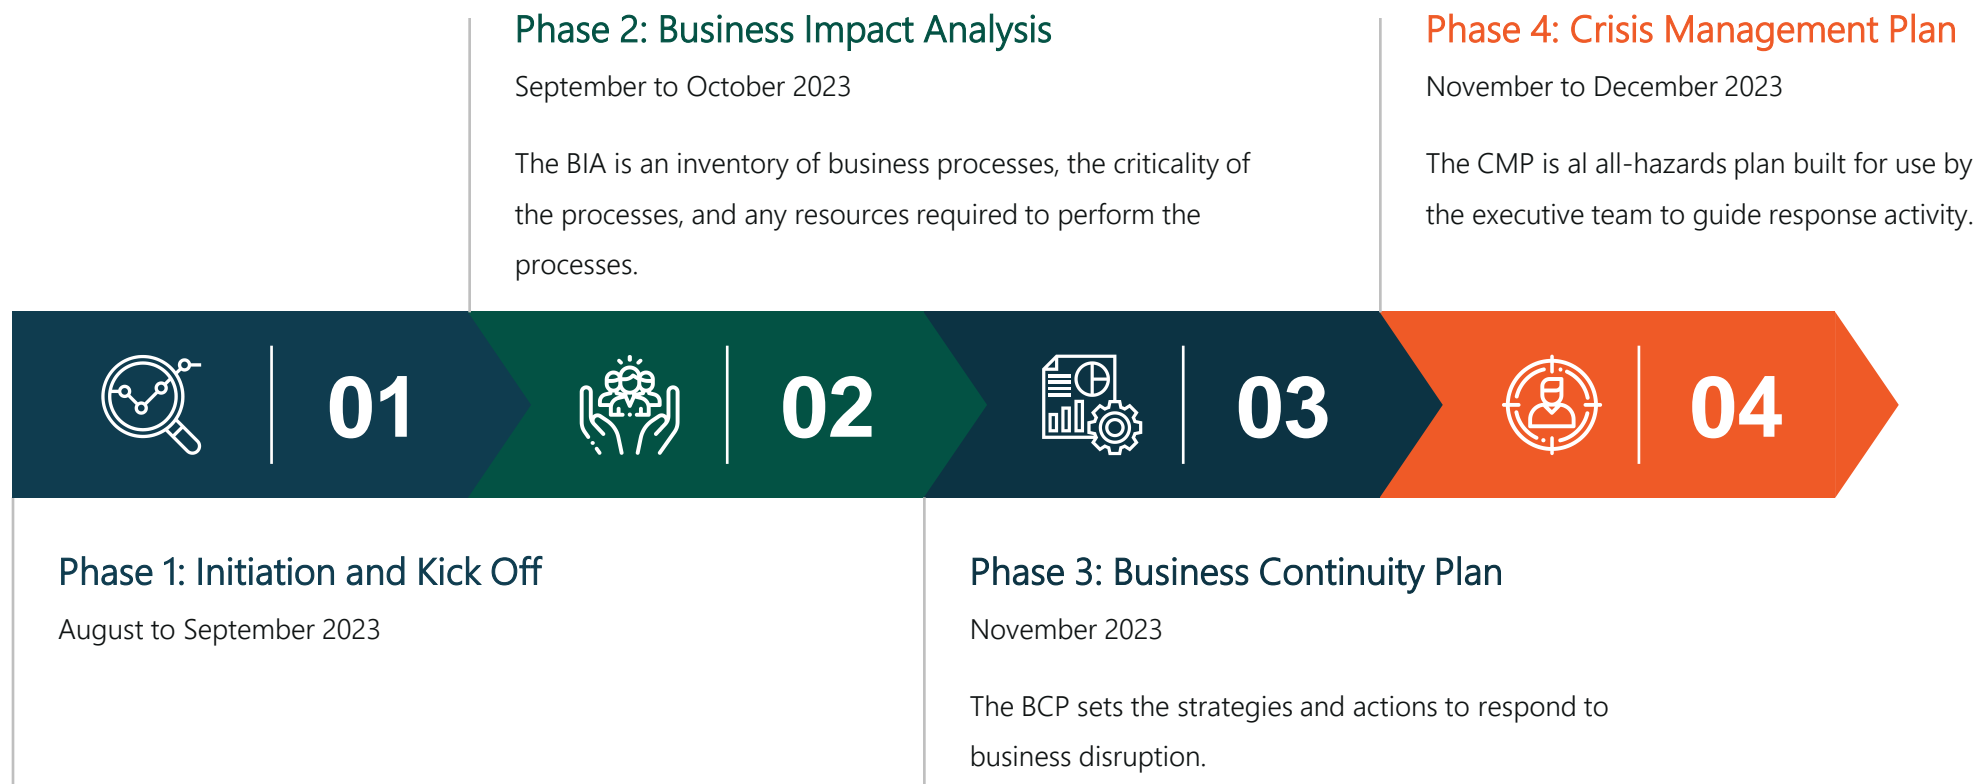 Phase 2: Business Impact Analysis
September to October 2023
The BIA is an inventory of business processes, the criticality of
the processes, and any resources required to perform the
processes.
Phase 4: Crisis Management Plan
November to December 2023
The CMP is al all-hazards plan built for use by
the executive team to guide response activity.
01
02
03
04
Phase 1: Initiation and Kick Off
August to September 2023
Phase 3: Business Continuity Plan
November 2023
The BCP sets the strategies and actions to respond to
business disruption.